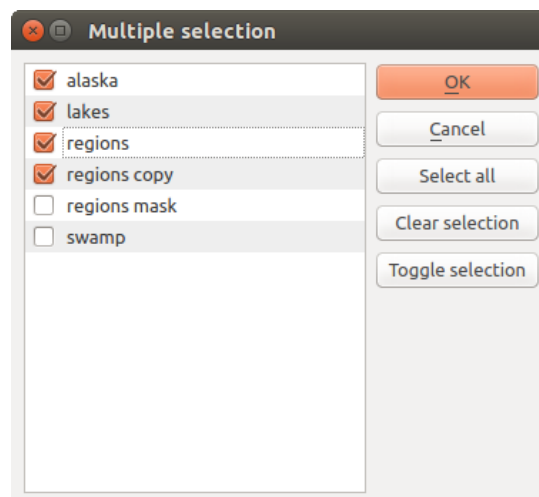 Multiple selection
alaska
lakes
regions
regions copy
regions mask
swamp
OK
Cancel
Select all
Clear selection
Toggle selection